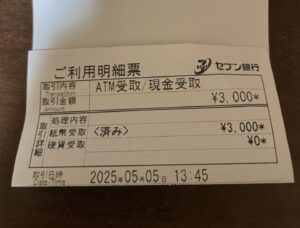 ご利用明細票 セブン銀行
取引内容 Transaction ATM受取/現金受取
取引金額 Amount ¥3,000*
取引詳細 処理内容
紙幣受取 <済み> ¥3,000*
硬貨受取 ¥0*
取引日時 Date/Time 2025年05月05日 13:45